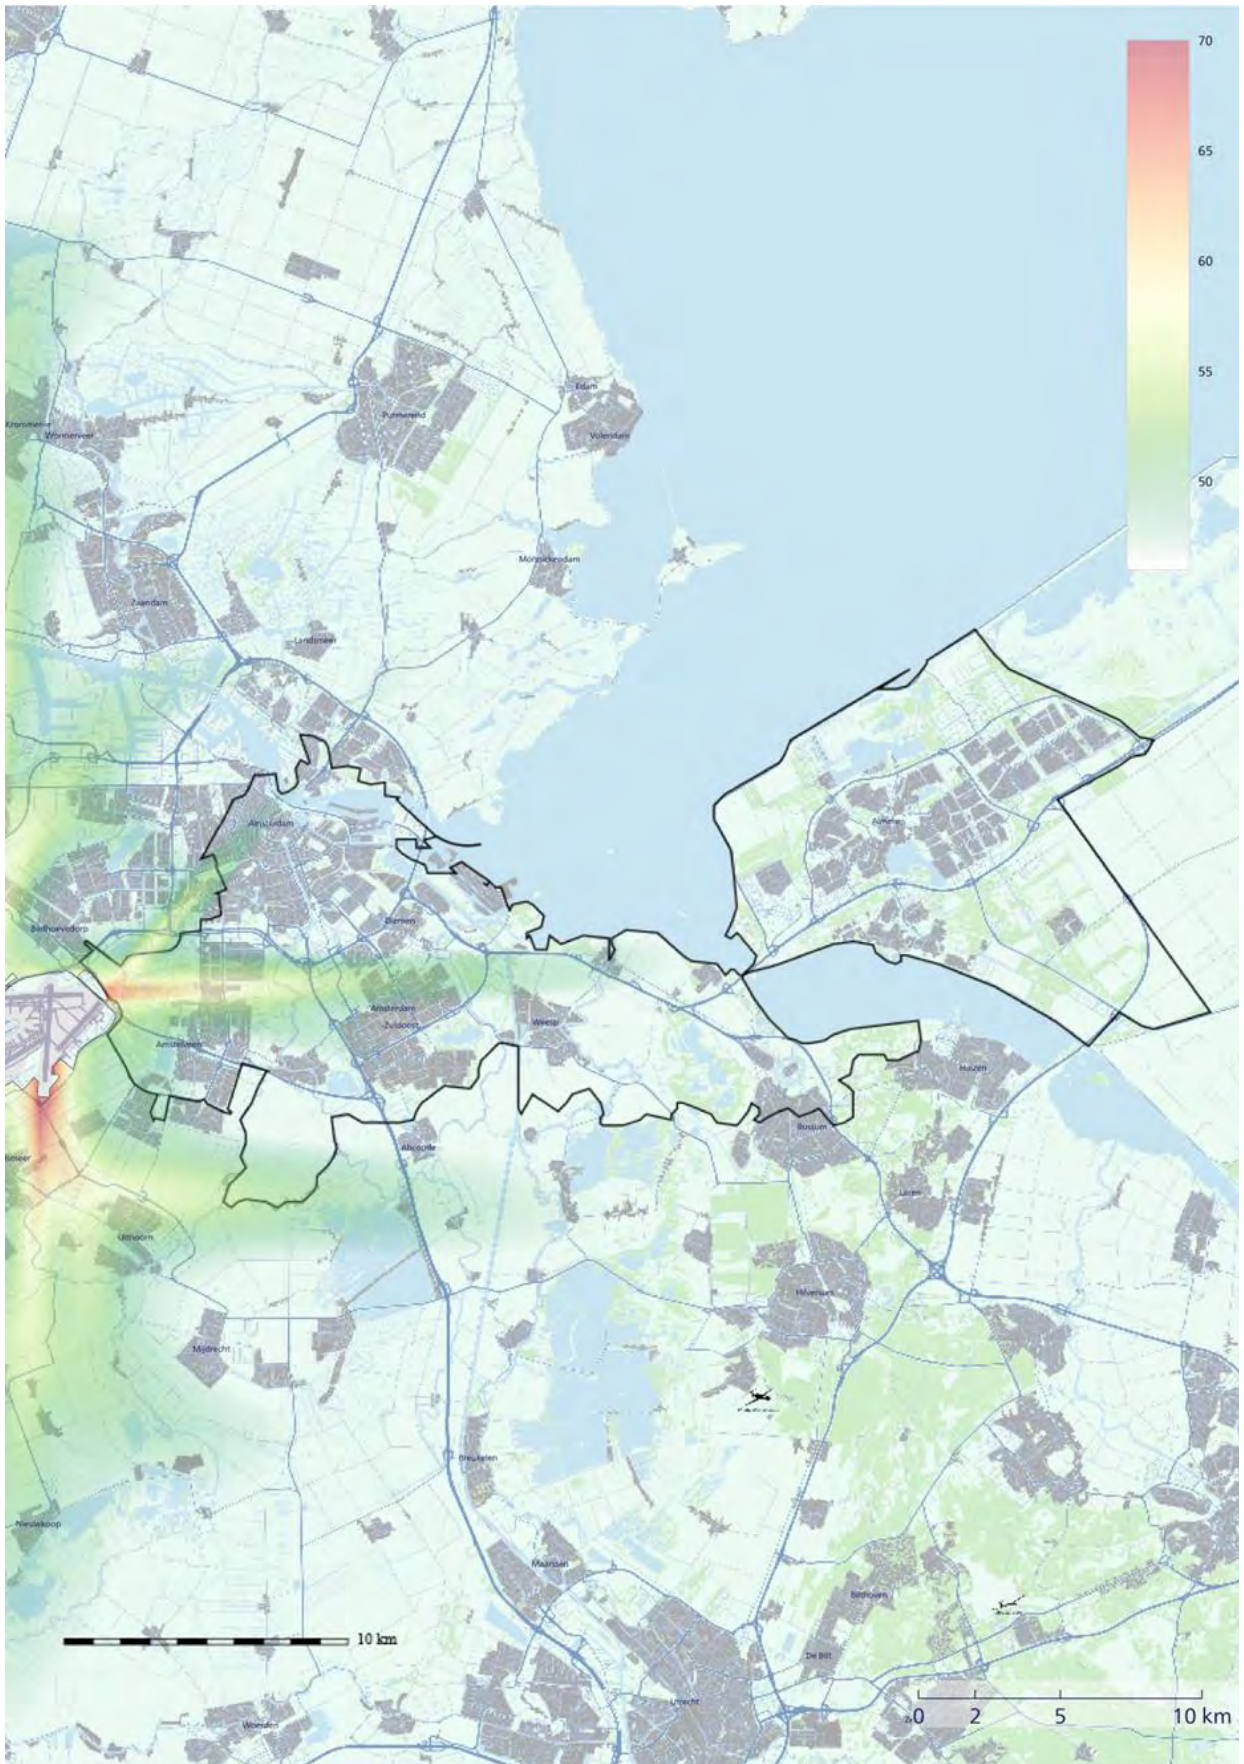 70
65
60
55
50
Edam
Purmerend
Volendam
Krommenie
Wormerveer
Monnickendam
Zaandam
Landsmeer
Amsterdam
Almere
Diemen
Badhoevedorp
Amsterdam
Zuidoost
Weesp
Amstelveen
Huizen
Bussum
Abcoude
Laren
Uithoorn
Hilversum
Mijdrecht
Breukelen
Nieuwkoop
Maarssen
Bilthoven
10 km
De Bilt
Utrecht
Woerden
0 2 5 10 km